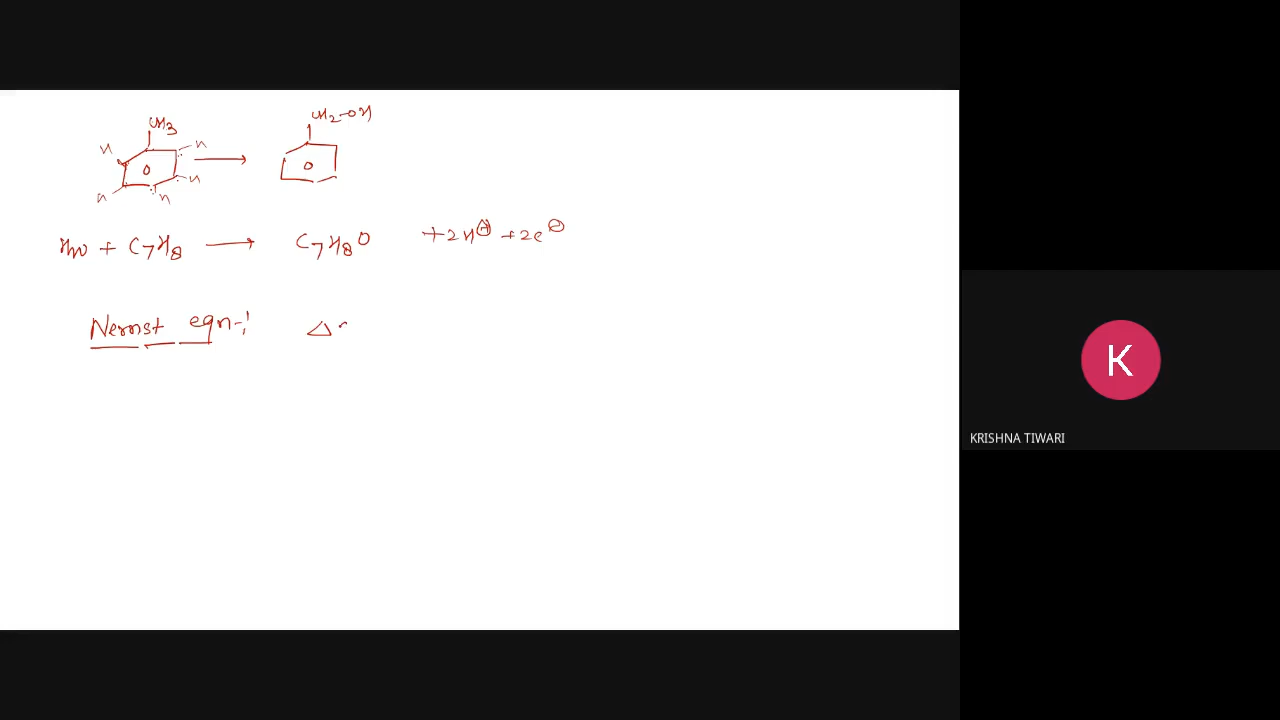 CH3 CH2-OH
H H H H H
H2O + C7H8 → C7H8O + 2H⊕ + 2e⊖
Nernst eqn-: Δ
K
KRISHNA TIWARI